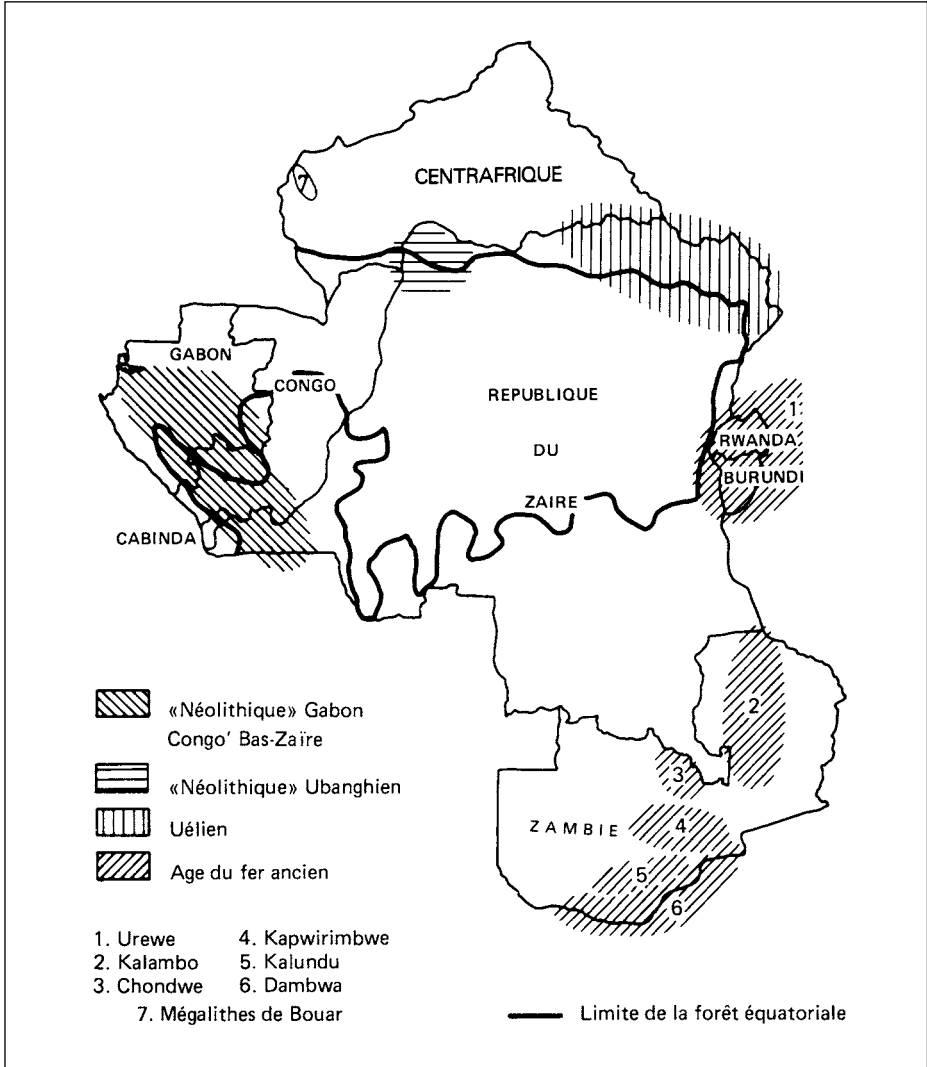 7
CENTRAFRIQUE
GABON
CONGO
REPUBLIQUE
DU
ZAIRE
1
RWANDA
BURUNDI
CABINDA
2
3
4
ZAMBIE
5
6
«Néolithique» Gabon
Congo' Bas-Zaïre
«Néolithique» Ubanghien
Uélien
Age du fer ancien
1. Urewe
2. Kalambo
3. Chondwe
4. Kapwirimbwe
5. Kalundu
6. Dambwa
7. Mégalithes de Bouar
Limite de la forêt équatoriale